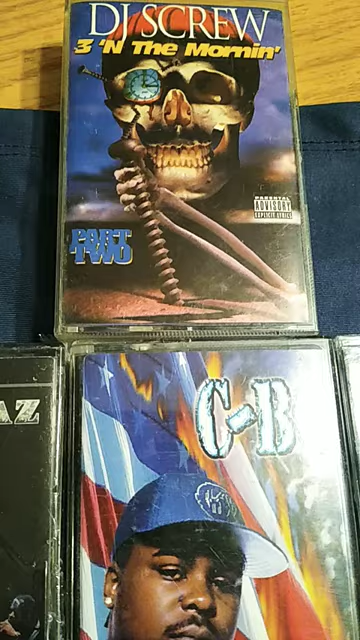 DJ SCREW
3 'N The Mornin'
PARENTAL
ADVISORY
EXPLICIT LYRICS
PART
TWO
AZ
C-B